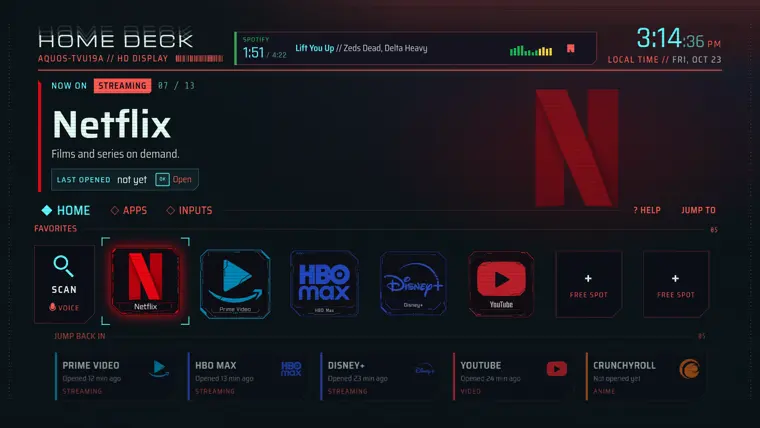 HOME DECK
AQUOS-TVU19A // HD DISPLAY
SPOTIFY
1:51 / 4:22
Lift You Up // Zeds Dead, Delta Heavy
3:14:36 PM
LOCAL TIME // FRI, OCT 23
NOW ON STREAMING 07 / 13
Netflix
Films and series on demand.
LAST OPENED not yet OK Open
HOME
APPS
INPUTS
? HELP
JUMP TO
FAVORITES
05
SCAN
VOICE
N
Netflix
Prime Video
HBO max
HBO Max
Disney+
Disney+
YouTube
+
FREE SPOT
+
FREE SPOT
JUMP BACK IN
05
PRIME VIDEO
Opened 12 min ago
STREAMING
HBO MAX
Opened 13 min ago
STREAMING
HBO max
DISNEY+
Opened 23 min ago
STREAMING
Disney+
YOUTUBE
Opened 24 min ago
VIDEO
CRUNCHYROLL
Not opened yet
ANIME